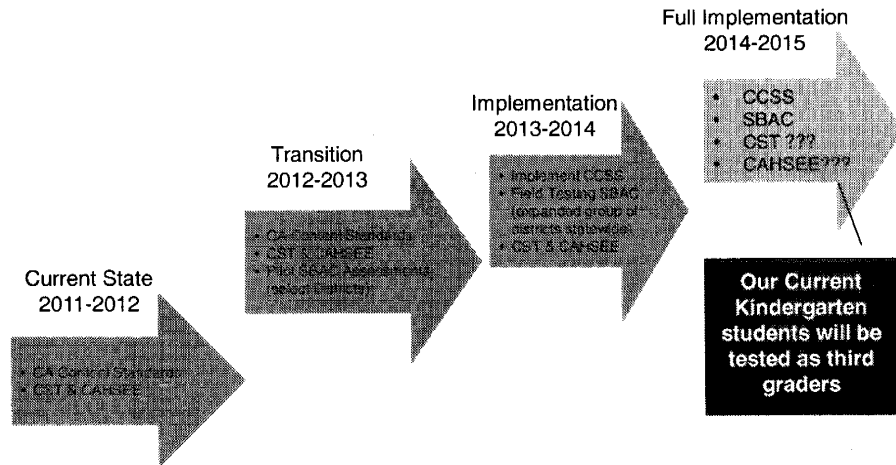 Current State
2011-2012
• CA Content Standards
• CST & CAHSEE
Transition
2012-2013
• CA Content Standards
• CST & CAHSEE
• Pilot SBAC Assessments
(select districts)
Implementation
2013-2014
• Implement CCSS
• Field Testing SBAC
(expanded group of
districts statewide)
• CST & CAHSEE
Full Implementation
2014-2015
• CCSS
• SBAC
• CST ???
• CAHSEE???
Our Current
Kindergarten
students will be
tested as third
graders